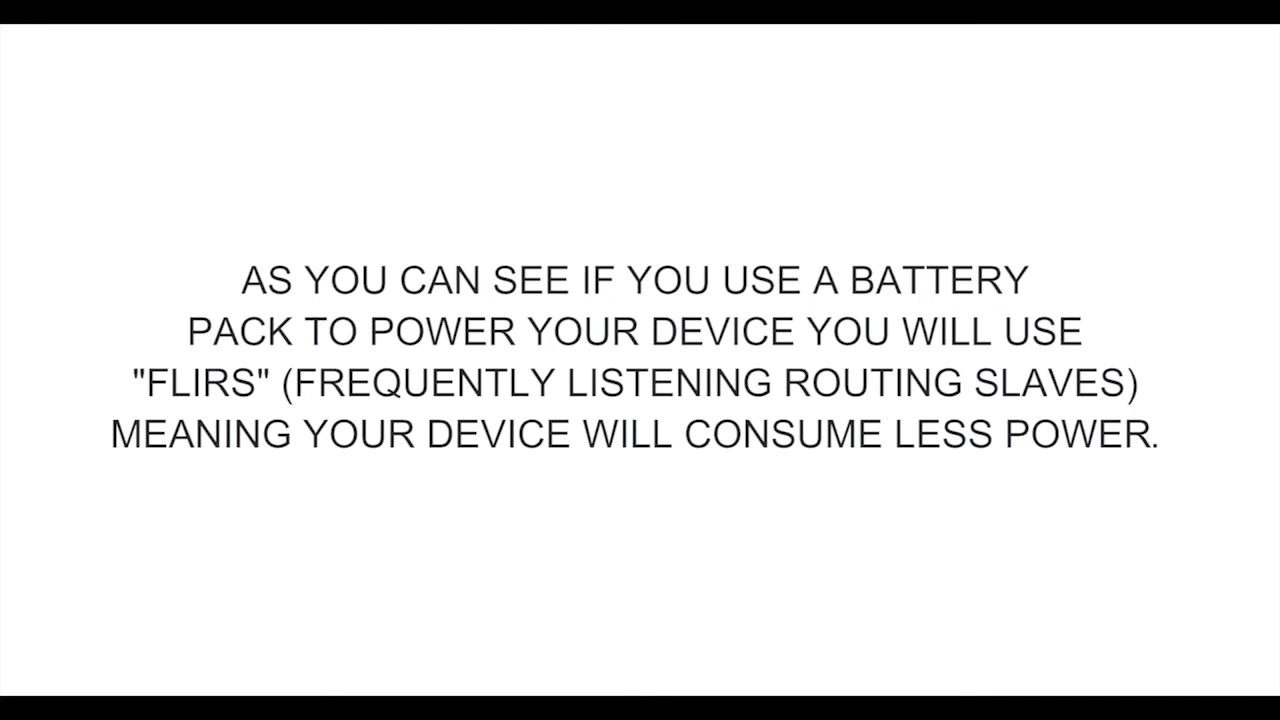 AS YOU CAN SEE IF YOU USE A BATTERY
PACK TO POWER YOUR DEVICE YOU WILL USE
"FLIRS" (FREQUENTLY LISTENING ROUTING SLAVES)
MEANING YOUR DEVICE WILL CONSUME LESS POWER.